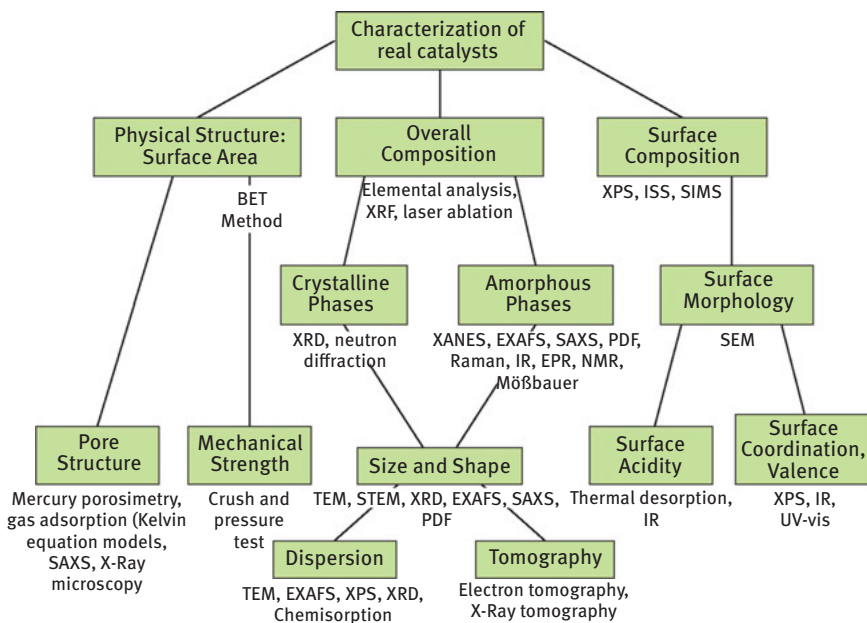 Characterization of
real catalysts
Physical Structure:
Surface Area
BET
Method
Overall
Composition
Elemental analysis,
XRF, laser ablation
Surface
Composition
XPS, ISS, SIMS
Crystalline
Phases
XRD, neutron
diffraction
Amorphous
Phases
XANES, EXAFS, SAXS, PDF,
Raman, IR, EPR, NMR,
Mößbauer
Surface
Morphology
SEM
Pore
Structure
Mercury porosimetry,
gas adsorption (Kelvin
equation models,
SAXS, X-Ray
microscopy
Mechanical
Strength
Crush and
pressure
test
Size and Shape
TEM, STEM, XRD, EXAFS, SAXS,
PDF
Surface
Acidity
Thermal desorption,
IR
Surface
Coordination,
Valence
XPS, IR,
UV-vis
Dispersion
TEM, EXAFS, XPS, XRD,
Chemisorption
Tomography
Electron tomography,
X-Ray tomography